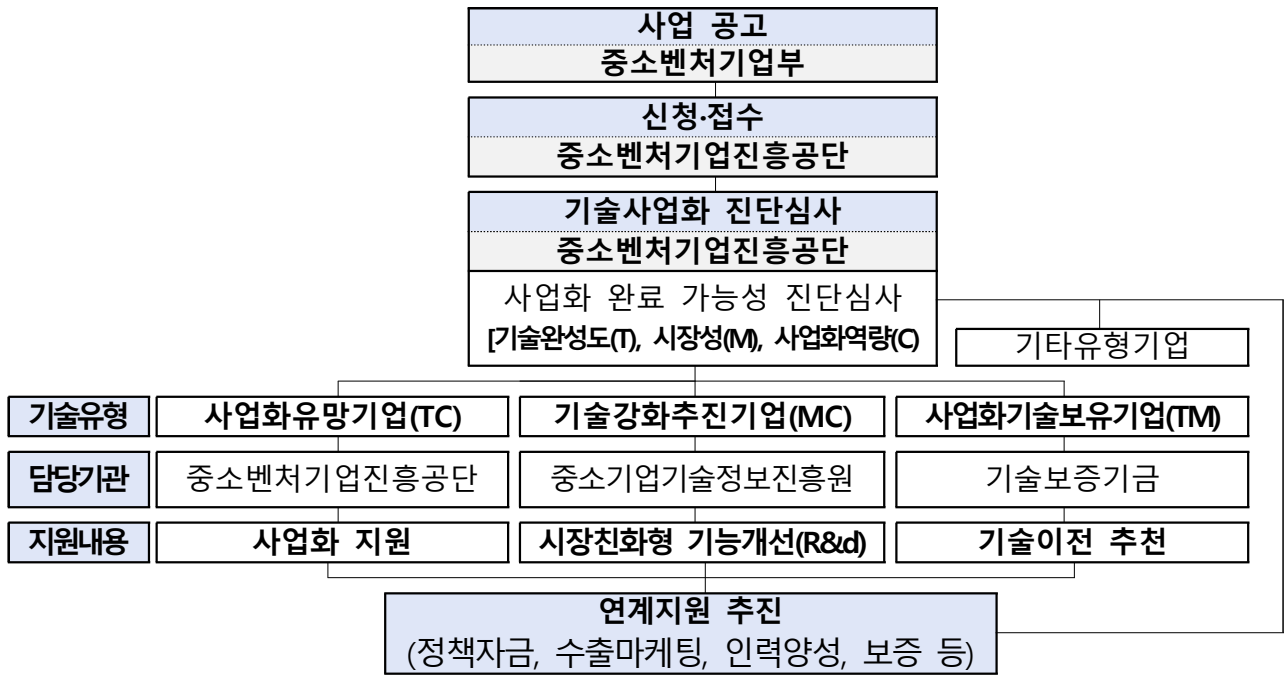 사업 공고
중소벤처기업부
신청·접수
중소벤처기업진흥공단
기술사업화 진단심사
중소벤처기업진흥공단
사업화 완료 가능성 진단심사
[기술완성도(T), 시장성(M), 사업화역량(C)
기타유형기업
기술유형 사업화유망기업(TC) 기술강화추진기업(MC) 사업화기술보유기업(TM)
담당기관 중소벤처기업진흥공단 중소기업기술정보진흥원 기술보증기금
지원내용 사업화 지원 시장친화형 기능개선(R&d) 기술이전 추천
연계지원 추진
(정책자금, 수출마케팅, 인력양성, 보증 등)